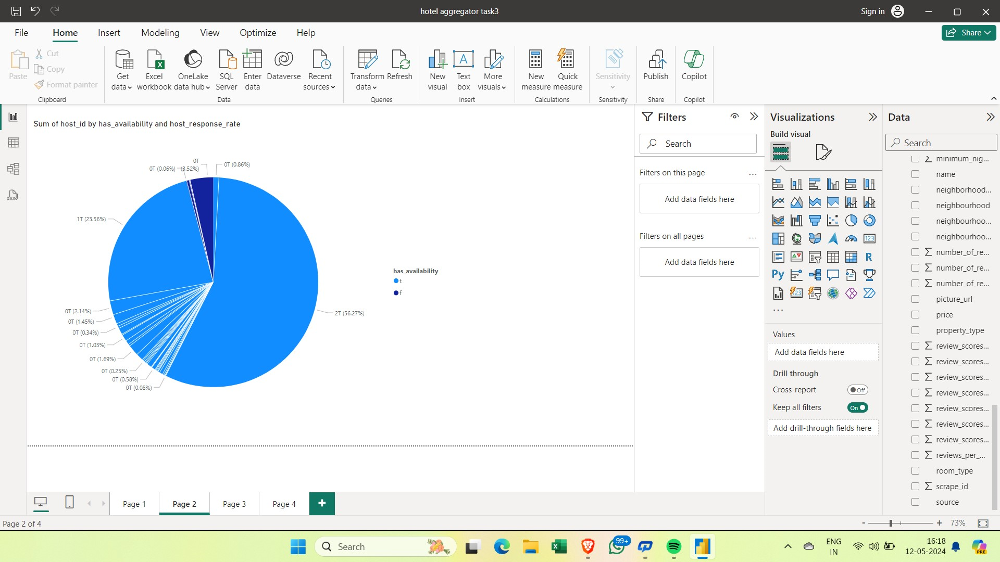 hotel aggregator task3
Sign in
File
Home
Insert
Modeling
View
Optimize
Help
Share
Paste
Cut
Copy
Format painter
Clipboard
Get data
Excel workbook
OneLake data hub
SQL Server
Enter data
Dataverse
Recent sources
Data
Transform data
Refresh
Queries
New visual
Text box
More visuals
Insert
New measure
Quick measure
Calculations
Sensitivity
Sensitivity
Publish
Share
Copilot
Copilot
DAX
Sum of host_id by has_availability and host_response_rate
0T
0T (0.06%)
(3.52%)
0T (0.86%)
1T (23.56%)
0T (2.14%)
0T (1.45%)
0T (0.34%)
0T (1.03%)
0T (1.69%)
0T (0.25%)
0T (0.58%)
0T (0.08%)
2T (56.27%)
has_availability
t
f
Filters
Search
Filters on this page
...
Add data fields here
Filters on all pages
...
Add data fields here
Visualizations
Build visual
123
R
Py
123
...
Values
Add data fields here
Drill through
Cross-report
Off
Keep all filters
On
Add drill-through fields here
Data
Search
minimum_nig...
name
neighborhood...
neighbourhood
neighbourhoo...
neighbourhoo...
Σ number_of_re...
Σ number_of_re...
Σ number_of_re...
picture_url
price
property_type
Σ review_scores...
Σ review_scores...
Σ review_scores...
Σ review_scores...
Σ review_scores...
Σ review_scores...
Σ review_scores...
Σ reviews_per_...
room_type
Σ scrape_id
source
Page 1
Page 2
Page 3
Page 4
+
Page 2 of 4
- + 73%
Search
99+
ENG
IN
16:18
12-05-2024
PRE